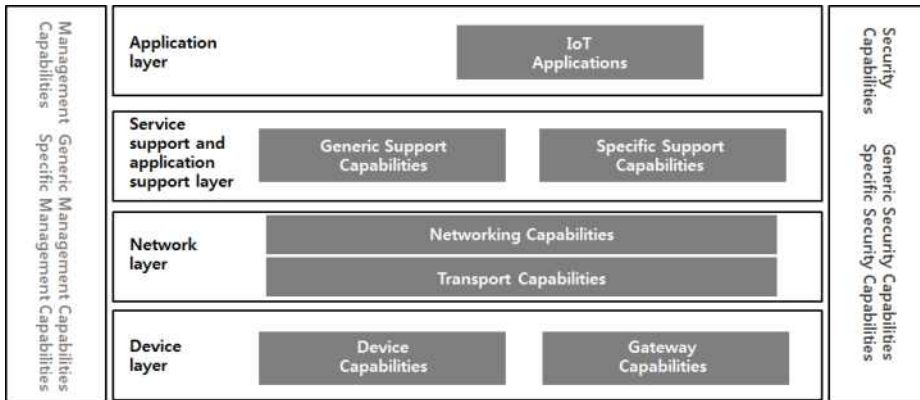 Management
Capabilities
Generic Management Capabilities
Specific Management Capabilities
Application
layer
IoT
Applications
Service
support and
application
support layer
Generic Support
Capabilities
Specific Support
Capabilities
Network
layer
Networking Capabilities
Transport Capabilities
Device
layer
Device
Capabilities
Gateway
Capabilities
Security
Capabilities
Generic Security Capabilities
Specific Security Capabilities